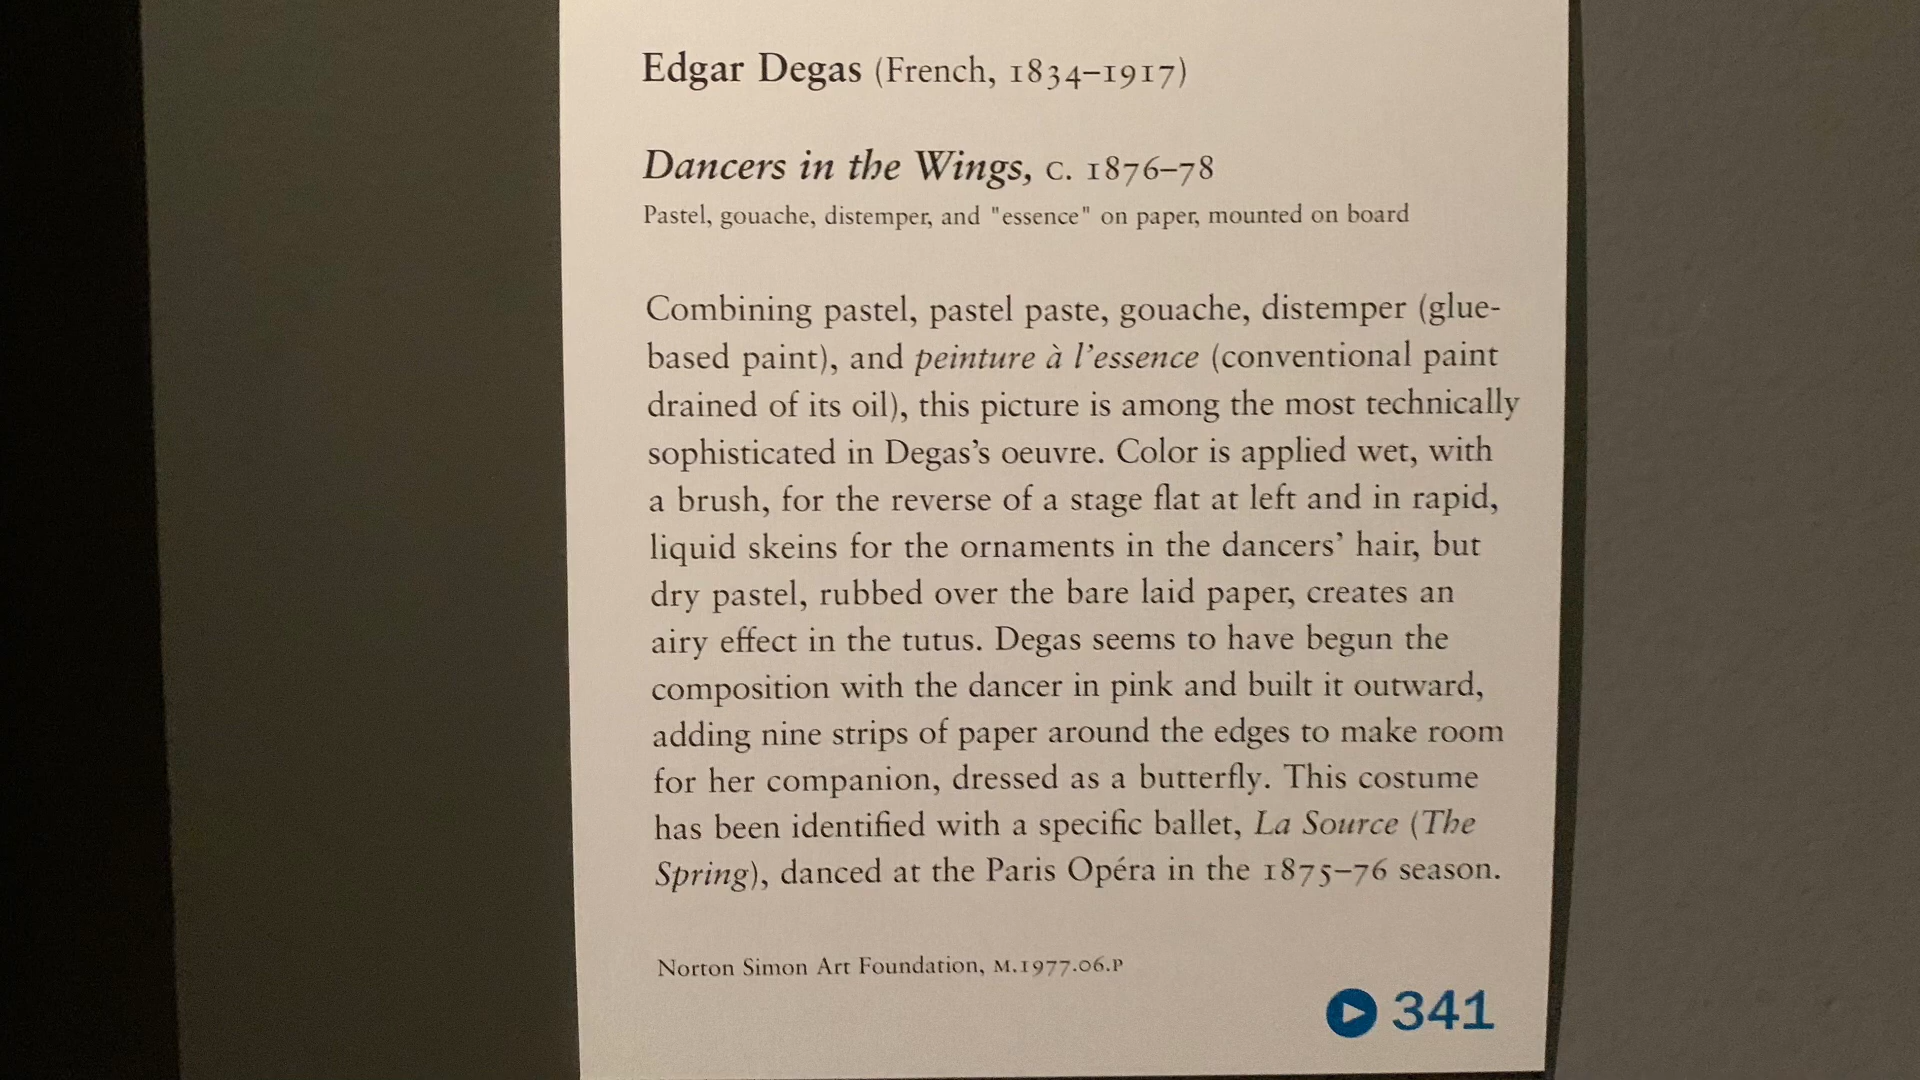 Edgar Degas (French, 1834–1917)
Dancers in the Wings, c. 1876–78
Pastel, gouache, distemper, and "essence" on paper, mounted on board
Combining pastel, pastel paste, gouache, distemper (glue-
based paint), and peinture à l’essence (conventional paint
drained of its oil), this picture is among the most technically
sophisticated in Degas’s oeuvre. Color is applied wet, with
a brush, for the reverse of a stage flat at left and in rapid,
liquid skeins for the ornaments in the dancers’ hair, but
dry pastel, rubbed over the bare laid paper, creates an
airy effect in the tutus. Degas seems to have begun the
composition with the dancer in pink and built it outward,
adding nine strips of paper around the edges to make room
for her companion, dressed as a butterfly. This costume
has been identified with a specific ballet, La Source (The
Spring), danced at the Paris Opéra in the 1875–76 season.
Norton Simon Art Foundation, M.1977.06.P
341